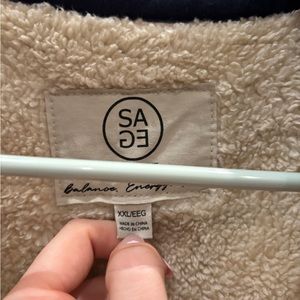 SA
GE
Balance, Energy
XXL/EEG
MADE IN CHINA
HECHO EN CHINA